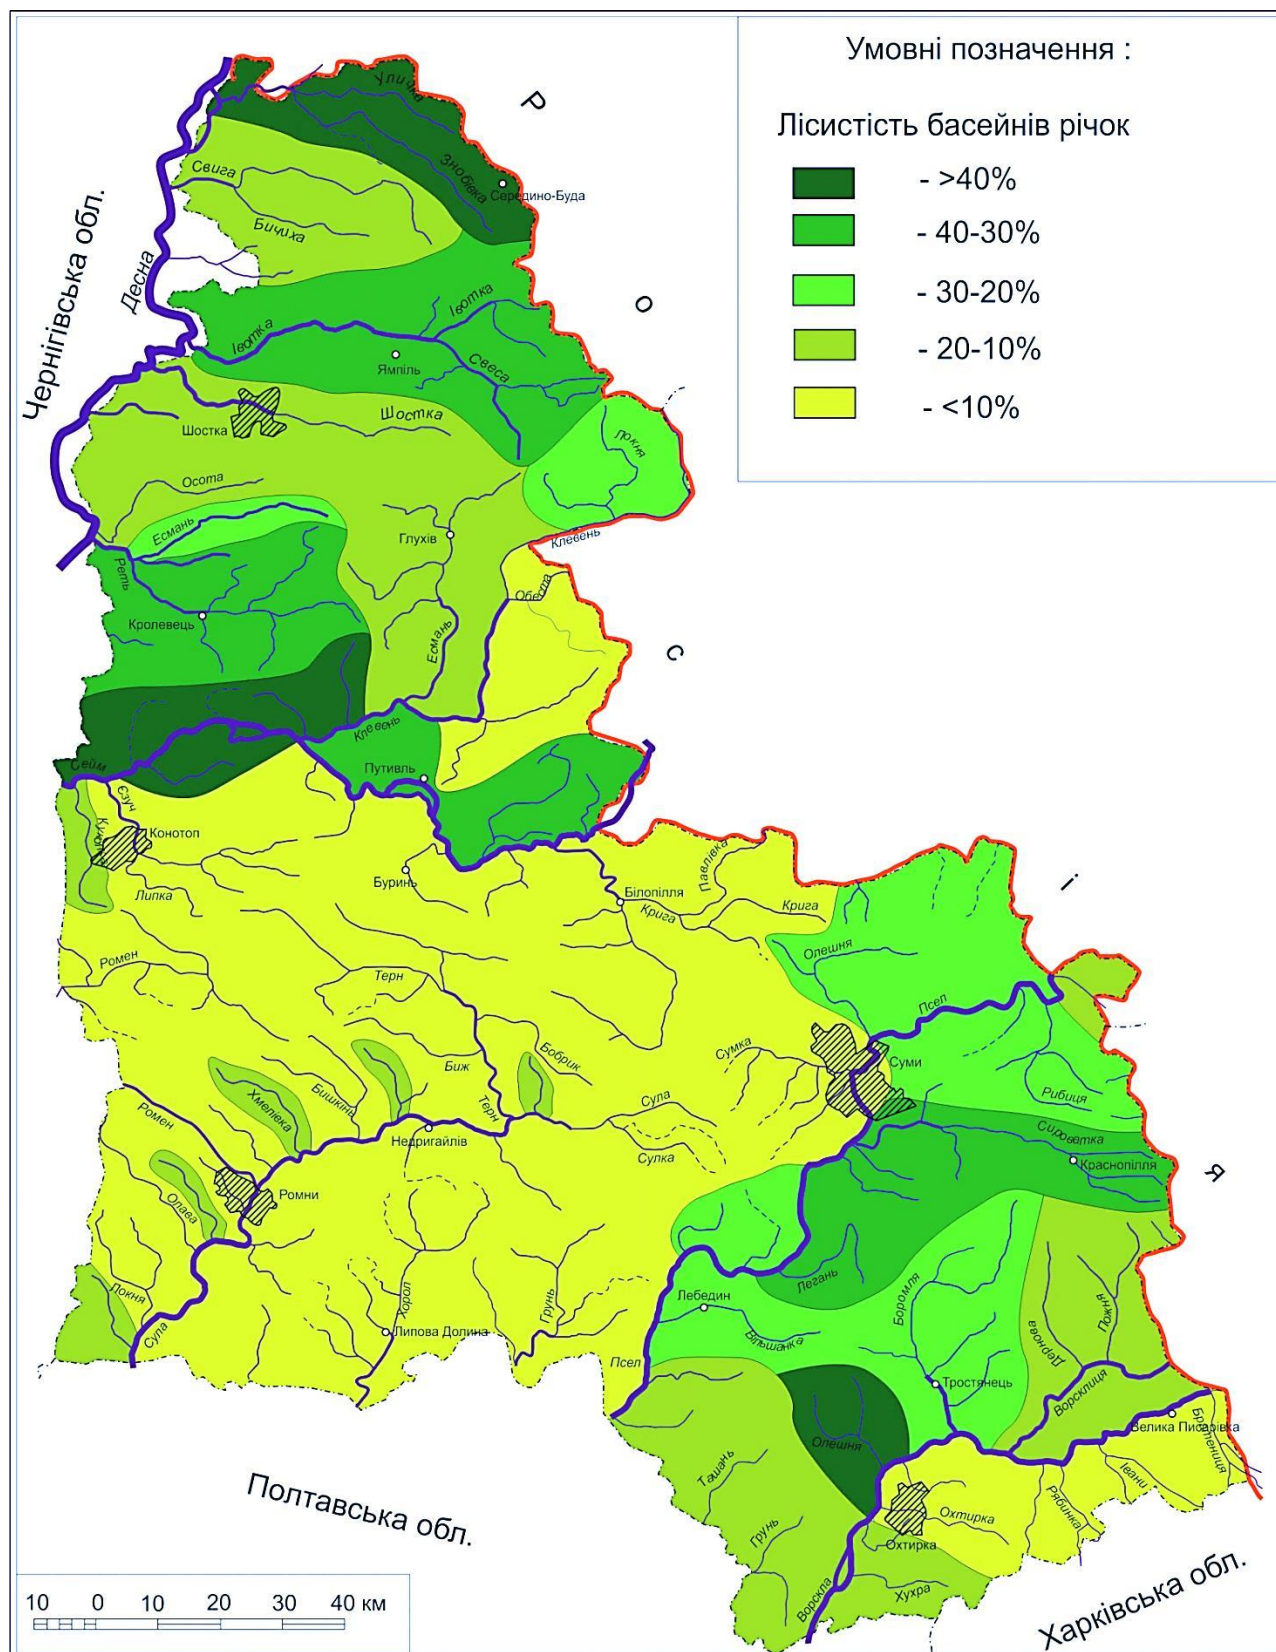 Умовні позначення :
Лісистість басейнів річок
- >40%
- 40-30%
- 30-20%
- 20-10%
- <10%
Р
О
С
І
Я
Чернігівська обл.
Десна
Уличка
Знобівка
Середино-Буда
Свига
Бичиха
Івотка
Івотка
Ямпіль
Свеса
Шостка
Шостка
Локня
Осота
Есмань
Глухів
Клевень
Реть
Обеста
Кролевець
Есмань
Клевень
Сейм
Путивль
Єзуч
Конотоп
Липка
Буринь
Білопілля
Павлівка
Крига
Крига
Олешня
Ромен
Терн
Псел
Сумка
Суми
Бобрик
Биж
Бишкінь
Хмелівка
Терн
Сула
Рибиця
Ромен
Недригайлів
Сулка
Сироватка
Краснопілля
Ромни
Олава
Легань
Локня
Сула
Хорол
Грунь
Липова Долина
Лебедин
Вільшанка
Боромля
Псел
Дернова
Пожня
Тростянець
Ворсклиця
Велика Писарівка
Братениця
Олешня
Ташань
Івани
Рябинка
Грунь
Охтирка
Охтирка
Ворскла
Хухра
Полтавська обл.
Харківська обл.
10 0 10 20 30 40 км